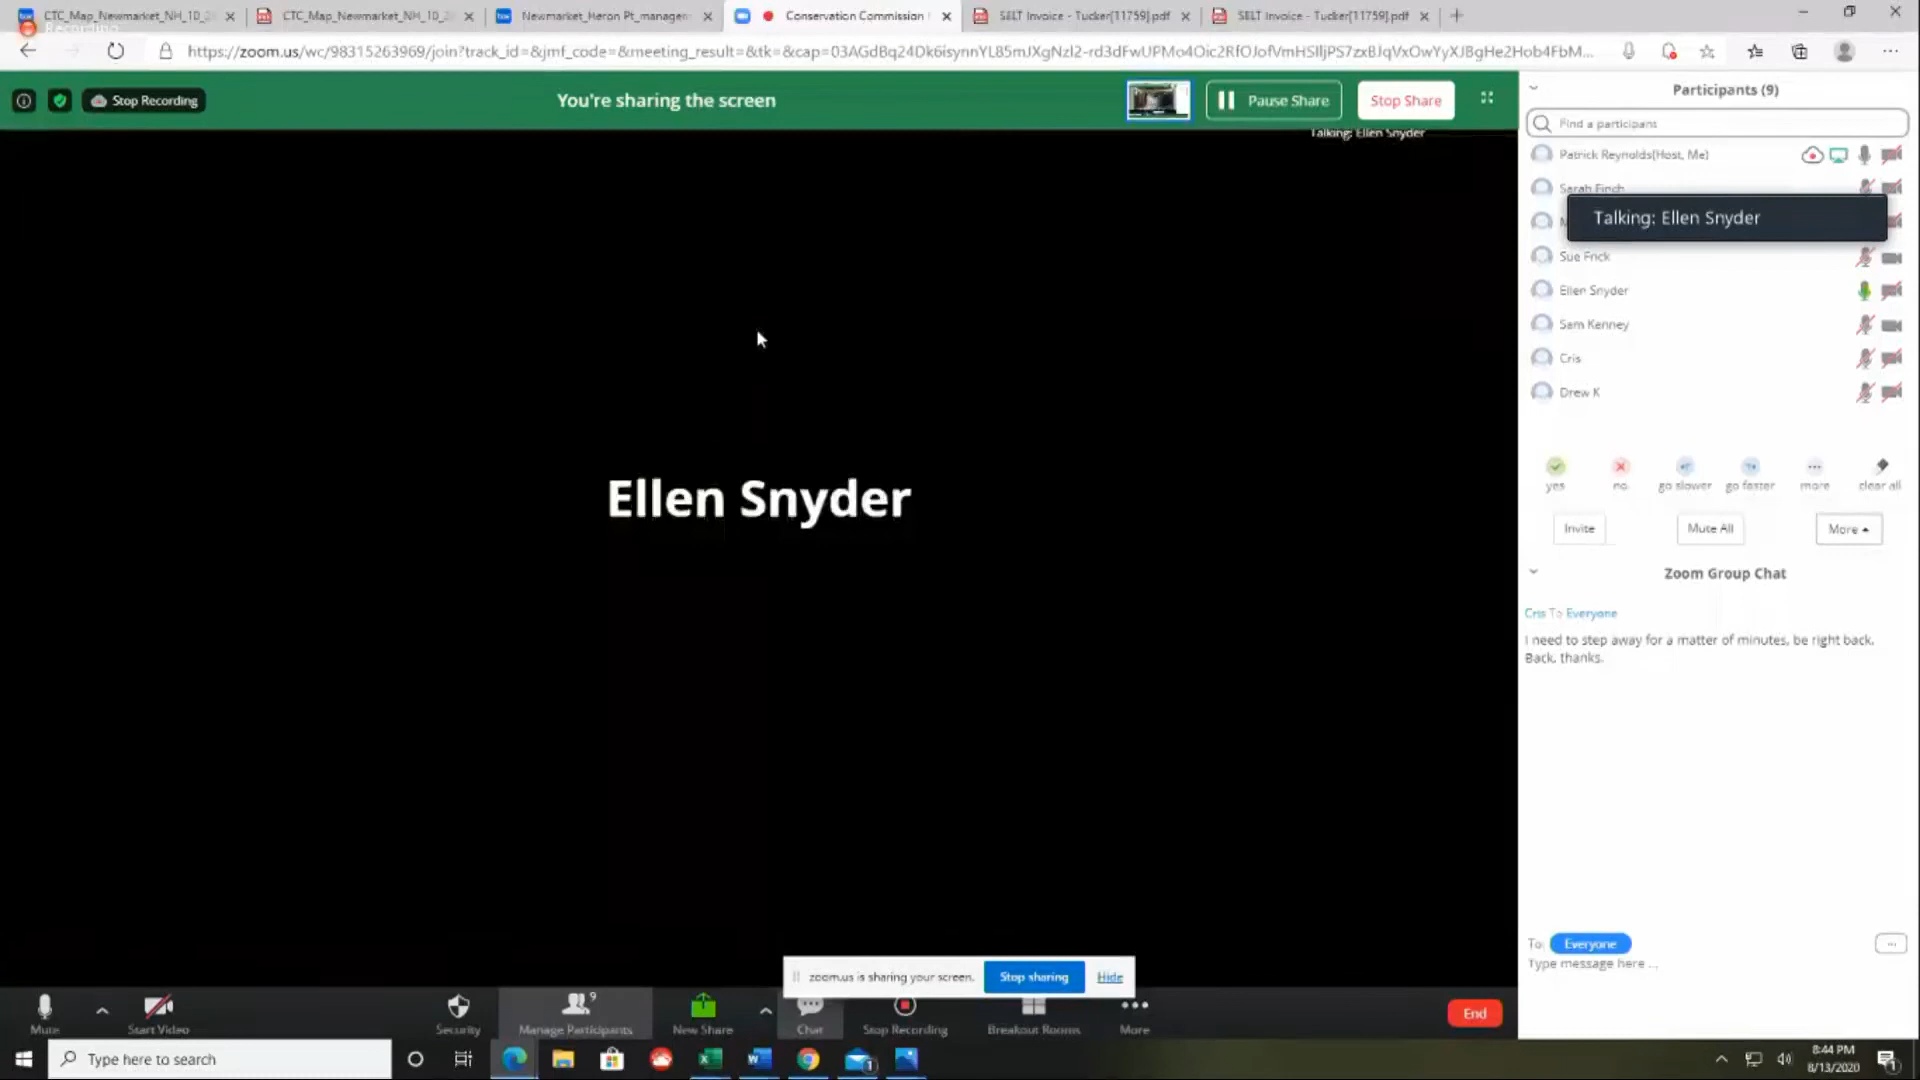 CTC_Map_Newmarket_NH_10_2
CTC_Map_Newmarket_NH_10_2
Newmarket_Heron Pt_managem
Conservation Commission
SELT Invoice - Tucker[11759].pdf
SELT Invoice - Tucker[11759].pdf
Recording
https://zoom.us/wc/98315263969/join?track_id=&jmf_code=&meeting_result=&tk=&cap=
Stop Recording
You're sharing the screen
Pause Share
Stop Share
Talking: Ellen Snyder
Participants (9)
Find a participant
Patrick Reynolds(Host, Me)
Sarah Finch
Talking: Ellen Snyder
Sue Frick
Ellen Snyder
Sam Kenney
Cris
Drew K
yes
no
go slower
go faster
more
clear all
Invite
Mute All
More
Zoom Group Chat
Cris To Everyone
I need to step away for a matter of minutes, be right back.
Back, thanks.
Ellen Snyder
To: Everyone
Type message here ...
zoom.us is sharing your screen.
Stop sharing
Hide
Mute
Start Video
Security
9
Manage Participants
New Share
Chat
Stop Recording
Breakout Rooms
More
End
Type here to search
1
8:44 PM
8/13/2020
1